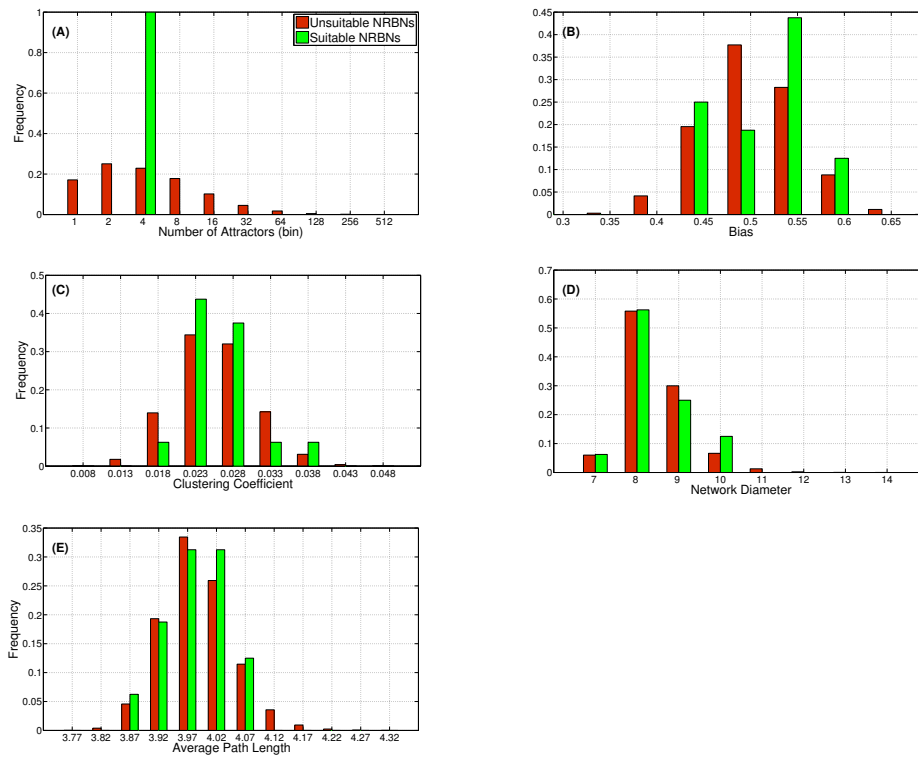 (A)
Unsuitable NRBNs
Suitable NRBNs
Frequency
1
0.8
0.6
0.4
0.2
0
1 2 4 8 16 32 64 128 256 512
Number of Attractors (bin)
(B)
0.45
0.4
0.35
0.3
0.25
0.2
0.15
0.1
0.05
0
0.3 0.35 0.4 0.45 0.5 0.55 0.6 0.65
Bias
(C)
Frequency
0.5
0.4
0.3
0.2
0.1
0
0.008 0.013 0.018 0.023 0.028 0.033 0.038 0.043 0.048
Clustering Coefficient
(D)
0.7
0.6
0.5
0.4
0.3
0.2
0.1
0
7 8 9 10 11 12 13 14
Network Diameter
(E)
Frequency
0.35
0.3
0.25
0.2
0.15
0.1
0.05
0
3.77 3.82 3.87 3.92 3.97 4.02 4.07 4.12 4.17 4.22 4.27 4.32
Average Path Length